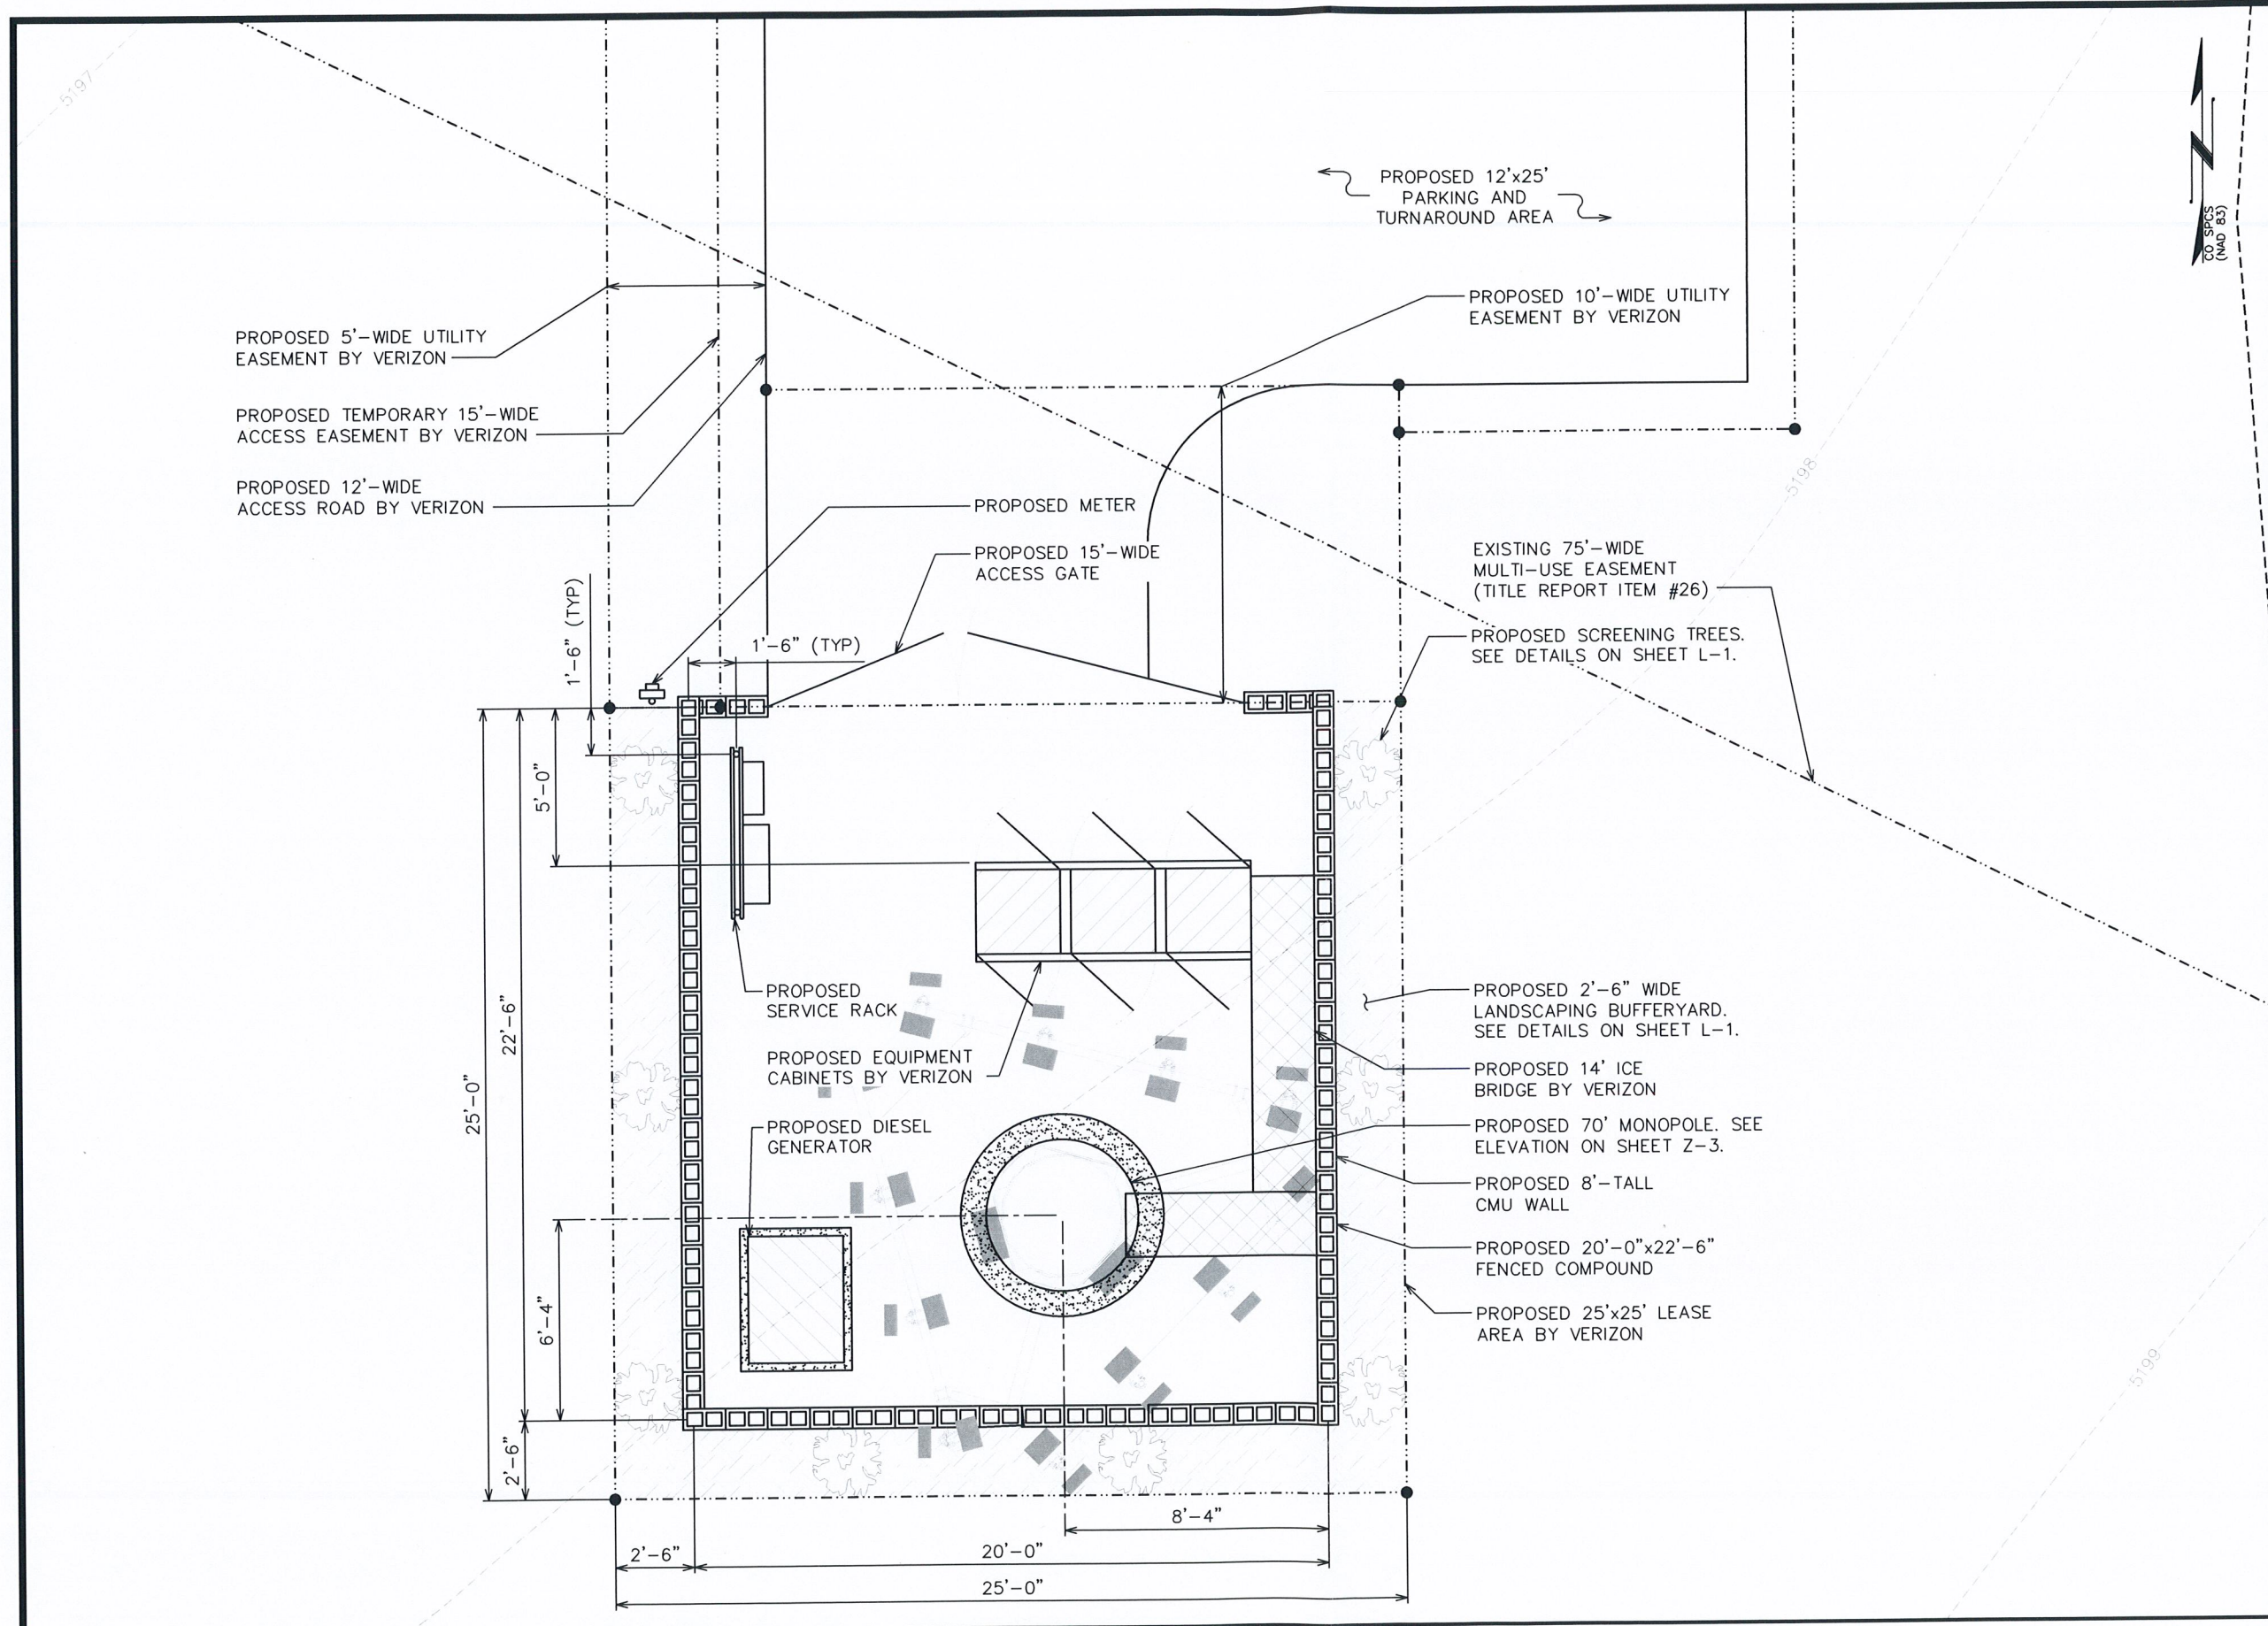 5197
CO SPCS
(NAD 83)
PROPOSED 12'x25'
PARKING AND
TURNAROUND AREA
PROPOSED 10'-WIDE UTILITY
EASEMENT BY VERIZON
PROPOSED 5'-WIDE UTILITY
EASEMENT BY VERIZON
PROPOSED TEMPORARY 15'-WIDE
ACCESS EASEMENT BY VERIZON
PROPOSED 12'-WIDE
ACCESS ROAD BY VERIZON
PROPOSED METER
PROPOSED 15'-WIDE
ACCESS GATE
5198
EXISTING 75'-WIDE
MULTI-USE EASEMENT
(TITLE REPORT ITEM #26)
PROPOSED SCREENING TREES.
SEE DETAILS ON SHEET L-1.
1'-6" (TYP)
1'-6" (TYP)
5'-0"
22'-6"
25'-0"
6'-4"
2'-6"
PROPOSED
SERVICE RACK
PROPOSED EQUIPMENT
CABINETS BY VERIZON
PROPOSED DIESEL
GENERATOR
PROPOSED 2'-6" WIDE
LANDSCAPING BUFFERYARD.
SEE DETAILS ON SHEET L-1.
PROPOSED 14' ICE
BRIDGE BY VERIZON
PROPOSED 70' MONOPOLE. SEE
ELEVATION ON SHEET Z-3.
PROPOSED 8'-TALL
CMU WALL
PROPOSED 20'-0"x22'-6"
FENCED COMPOUND
PROPOSED 25'x25' LEASE
AREA BY VERIZON
5199
8'-4"
2'-6"
20'-0"
25'-0"